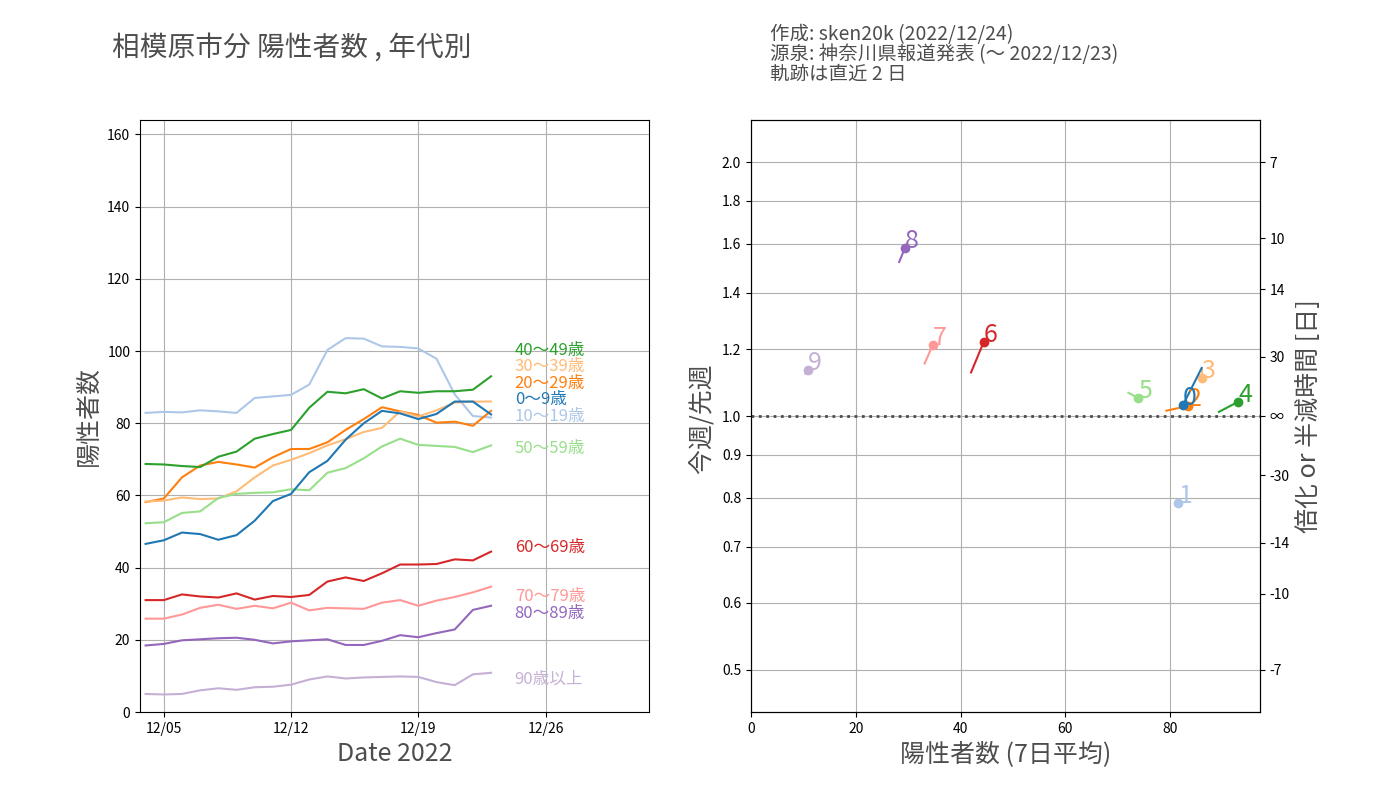 相模原市分 陽性者数 , 年代別
作成: sken20k (2022/12/24)
源泉: 神奈川県報道発表 (～ 2022/12/23)
軌跡は直近 2 日
陽性者数
160
140
120
100
80
60
40
20
0
12/05
12/12
12/19
12/26
Date 2022
40～49歳
30～39歳
20～29歳
0～9歳
10～19歳
50～59歳
60～69歳
70～79歳
80～89歳
90歳以上
今週/先週
2.0
1.8
1.6
1.4
1.2
1.0
0.9
0.8
0.7
0.6
0.5
0
20
40
60
80
陽性者数 (7日平均)
8
7
6
9
5
3
0
2
4
1
7
10
14
30
∞
-30
-14
-10
-7
倍化 or 半減時間 [日]